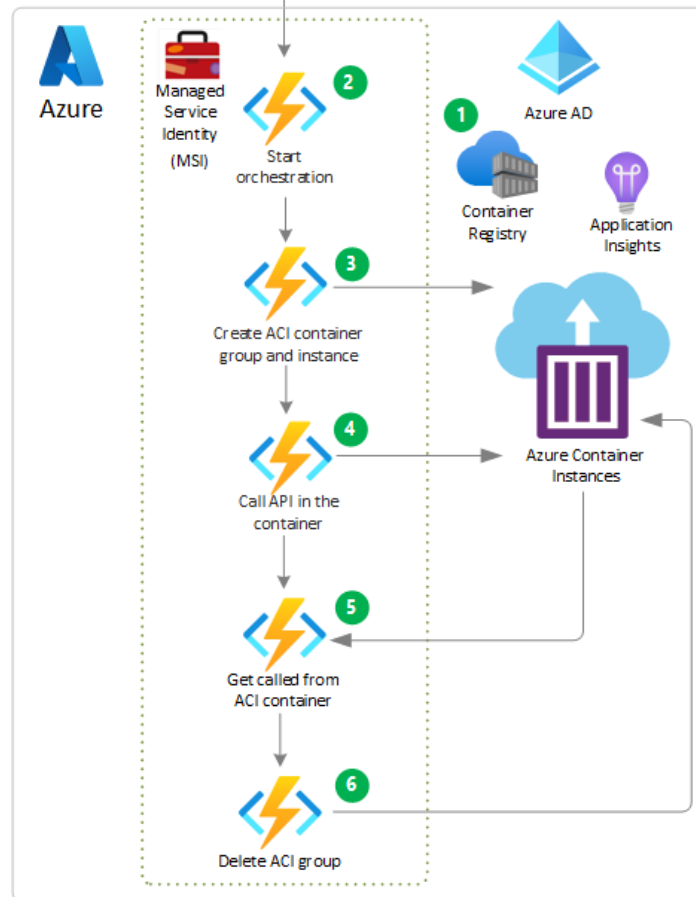 Azure
Managed
Service
Identity
(MSI)
2
Start
orchestration
Azure AD
1
Container
Registry
Application
Insights
3
Create ACI container
group and instance
4
Call API in the
container
Azure Container
Instances
5
Get called from
ACI container
6
Delete ACI group